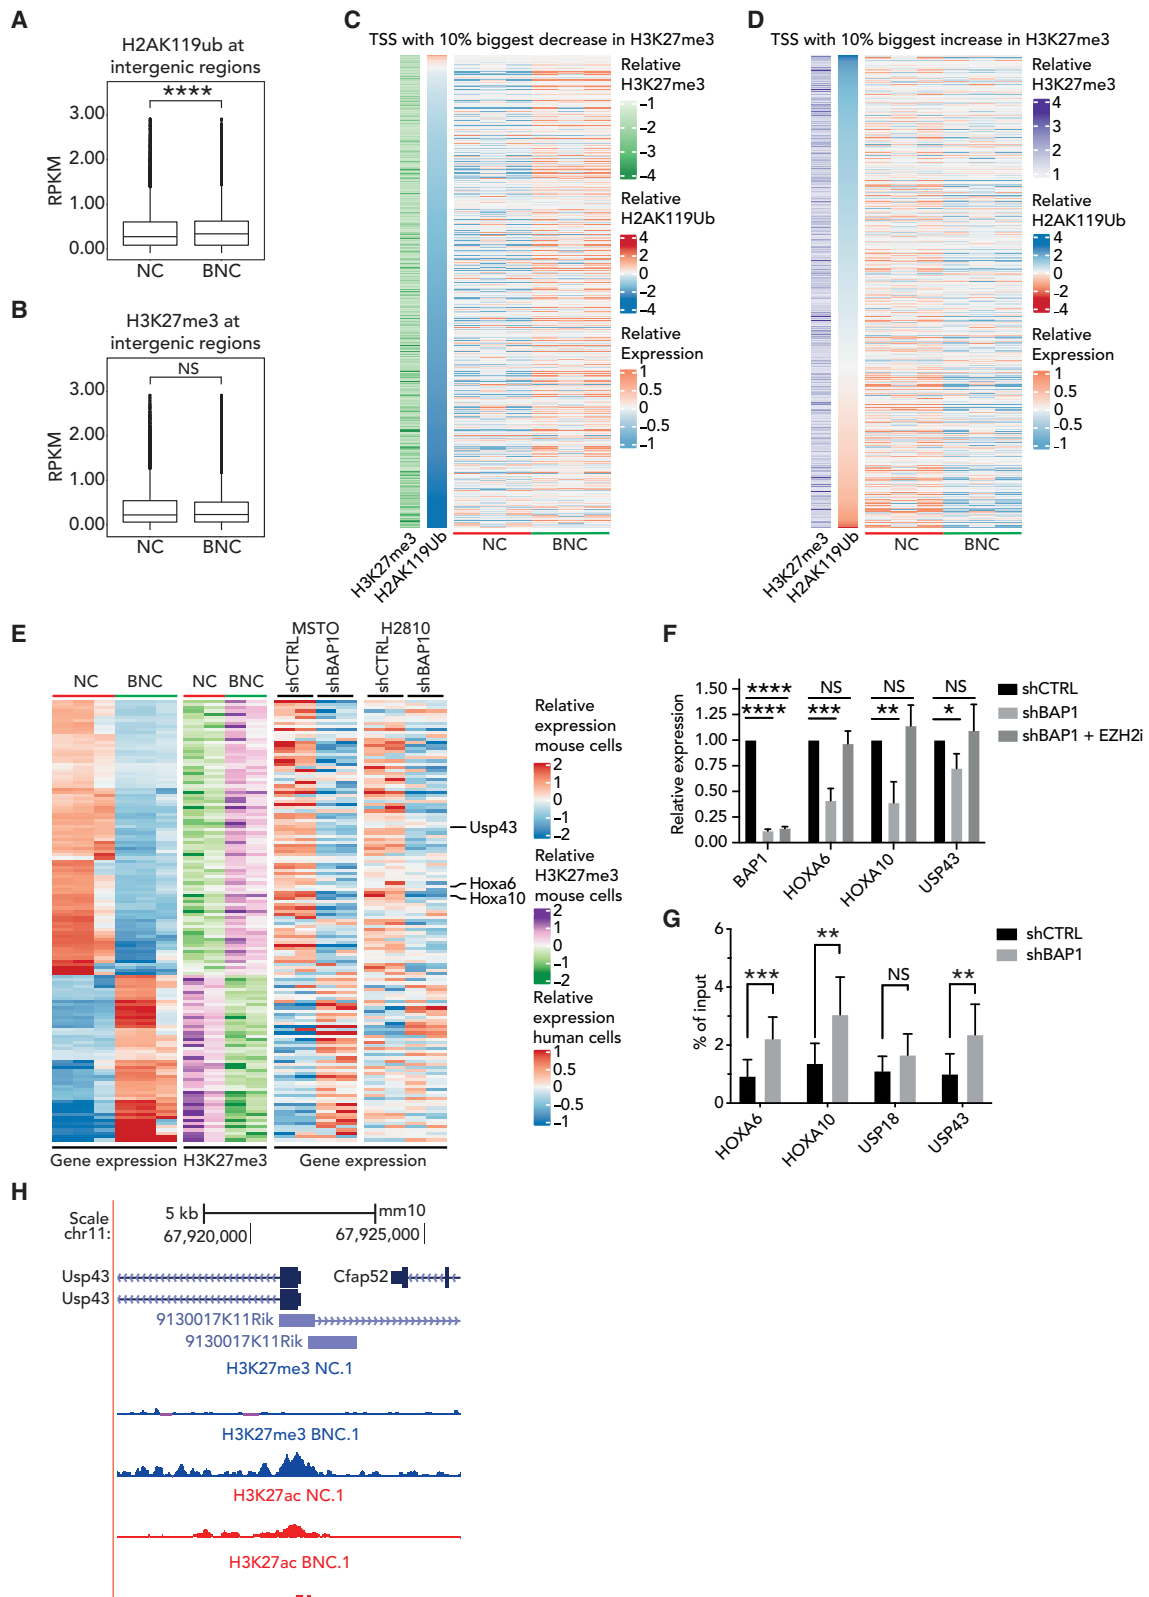 A
H2AK119ub at
intergenic regions
****
3.00
2.00
1.00
0.00
RPKM
NC
BNC
B
H3K27me3 at
intergenic regions
NS
3.00
2.00
1.00
0.00
RPKM
NC
BNC
C
TSS with 10% biggest decrease in H3K27me3
Relative
H3K27me3
−1
−2
−3
−4
Relative
H2AK119Ub
4
2
0
−2
−4
Relative
Expression
1
0.5
0
−0.5
−1
H3K27me3
H2AK119Ub
NC
BNC
D
TSS with 10% biggest increase in H3K27me3
Relative
H3K27me3
4
3
2
1
Relative
H2AK119Ub
4
2
0
-2
-4
Relative
Expression
1
0.5
0
-0.5
-1
H3K27me3
H2AK119Ub
NC
BNC
E
NC
BNC
NC
BNC
MSTO
H2810
shCTRL
shBAP10
shCTRL
shBAP10
Usp43
Hoxa6
Hoxa10
Relative
expression
mouse cells
2
1
0
−1
−2
Relative
H3K27me3
mouse cells
2
1
0
−1
−2
Relative
expression
human cells
1
0.5
0
−0.5
−1
Gene expression
H3K27me3
Gene expression
F
Relative expression
1.50
1.25
1.00
0.75
0.50
0.25
0.00
****
****
NS
***
NS
**
NS
*
BAP1
HOXA6
HOXA10
USP43
shCTRL
shBAP1
shBAP1 + EZH2i
G
% of input
6
4
2
0
***
**
NS
**
HOXA6
HOXA10
USP18
USP43
shCTRL
shBAP1
H
Scale
chr11:
5 kb
mm10
67,920,000
67,925,000
Usp43
Cfap52
Usp43
9130017K11Rik
9130017K11Rik
H3K27me3 NC.1
H3K27me3 BNC.1
H3K27ac NC.1
H3K27ac BNC.1